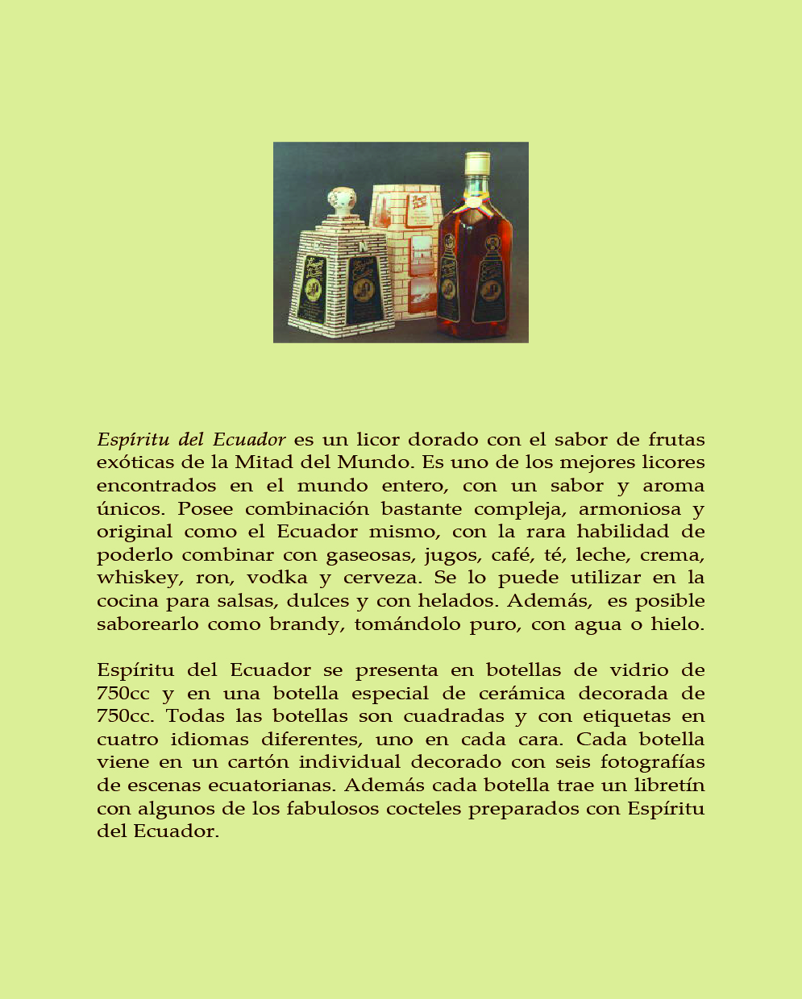 N
Espíritu del Ecuador es un licor dorado con el sabor de frutas
exóticas de la Mitad del Mundo. Es uno de los mejores licores
encontrados en el mundo entero, con un sabor y aroma
únicos. Posee combinación bastante compleja, armoniosa y
original como el Ecuador mismo, con la rara habilidad de
poderlo combinar con gaseosas, jugos, café, té, leche, crema,
whiskey, ron, vodka y cerveza. Se lo puede utilizar en la
cocina para salsas, dulces y con helados. Además,  es posible
saborearlo como brandy, tomándolo puro, con agua o hielo.
Espíritu del Ecuador se presenta en botellas de vidrio de
750cc y en una botella especial de cerámica decorada de
750cc. Todas las botellas son cuadradas y con etiquetas en
cuatro idiomas diferentes, uno en cada cara. Cada botella
viene en un cartón individual decorado con seis fotografías
de escenas ecuatorianas. Además cada botella trae un libretín
con algunos de los fabulosos cocteles preparados con Espíritu
del Ecuador.